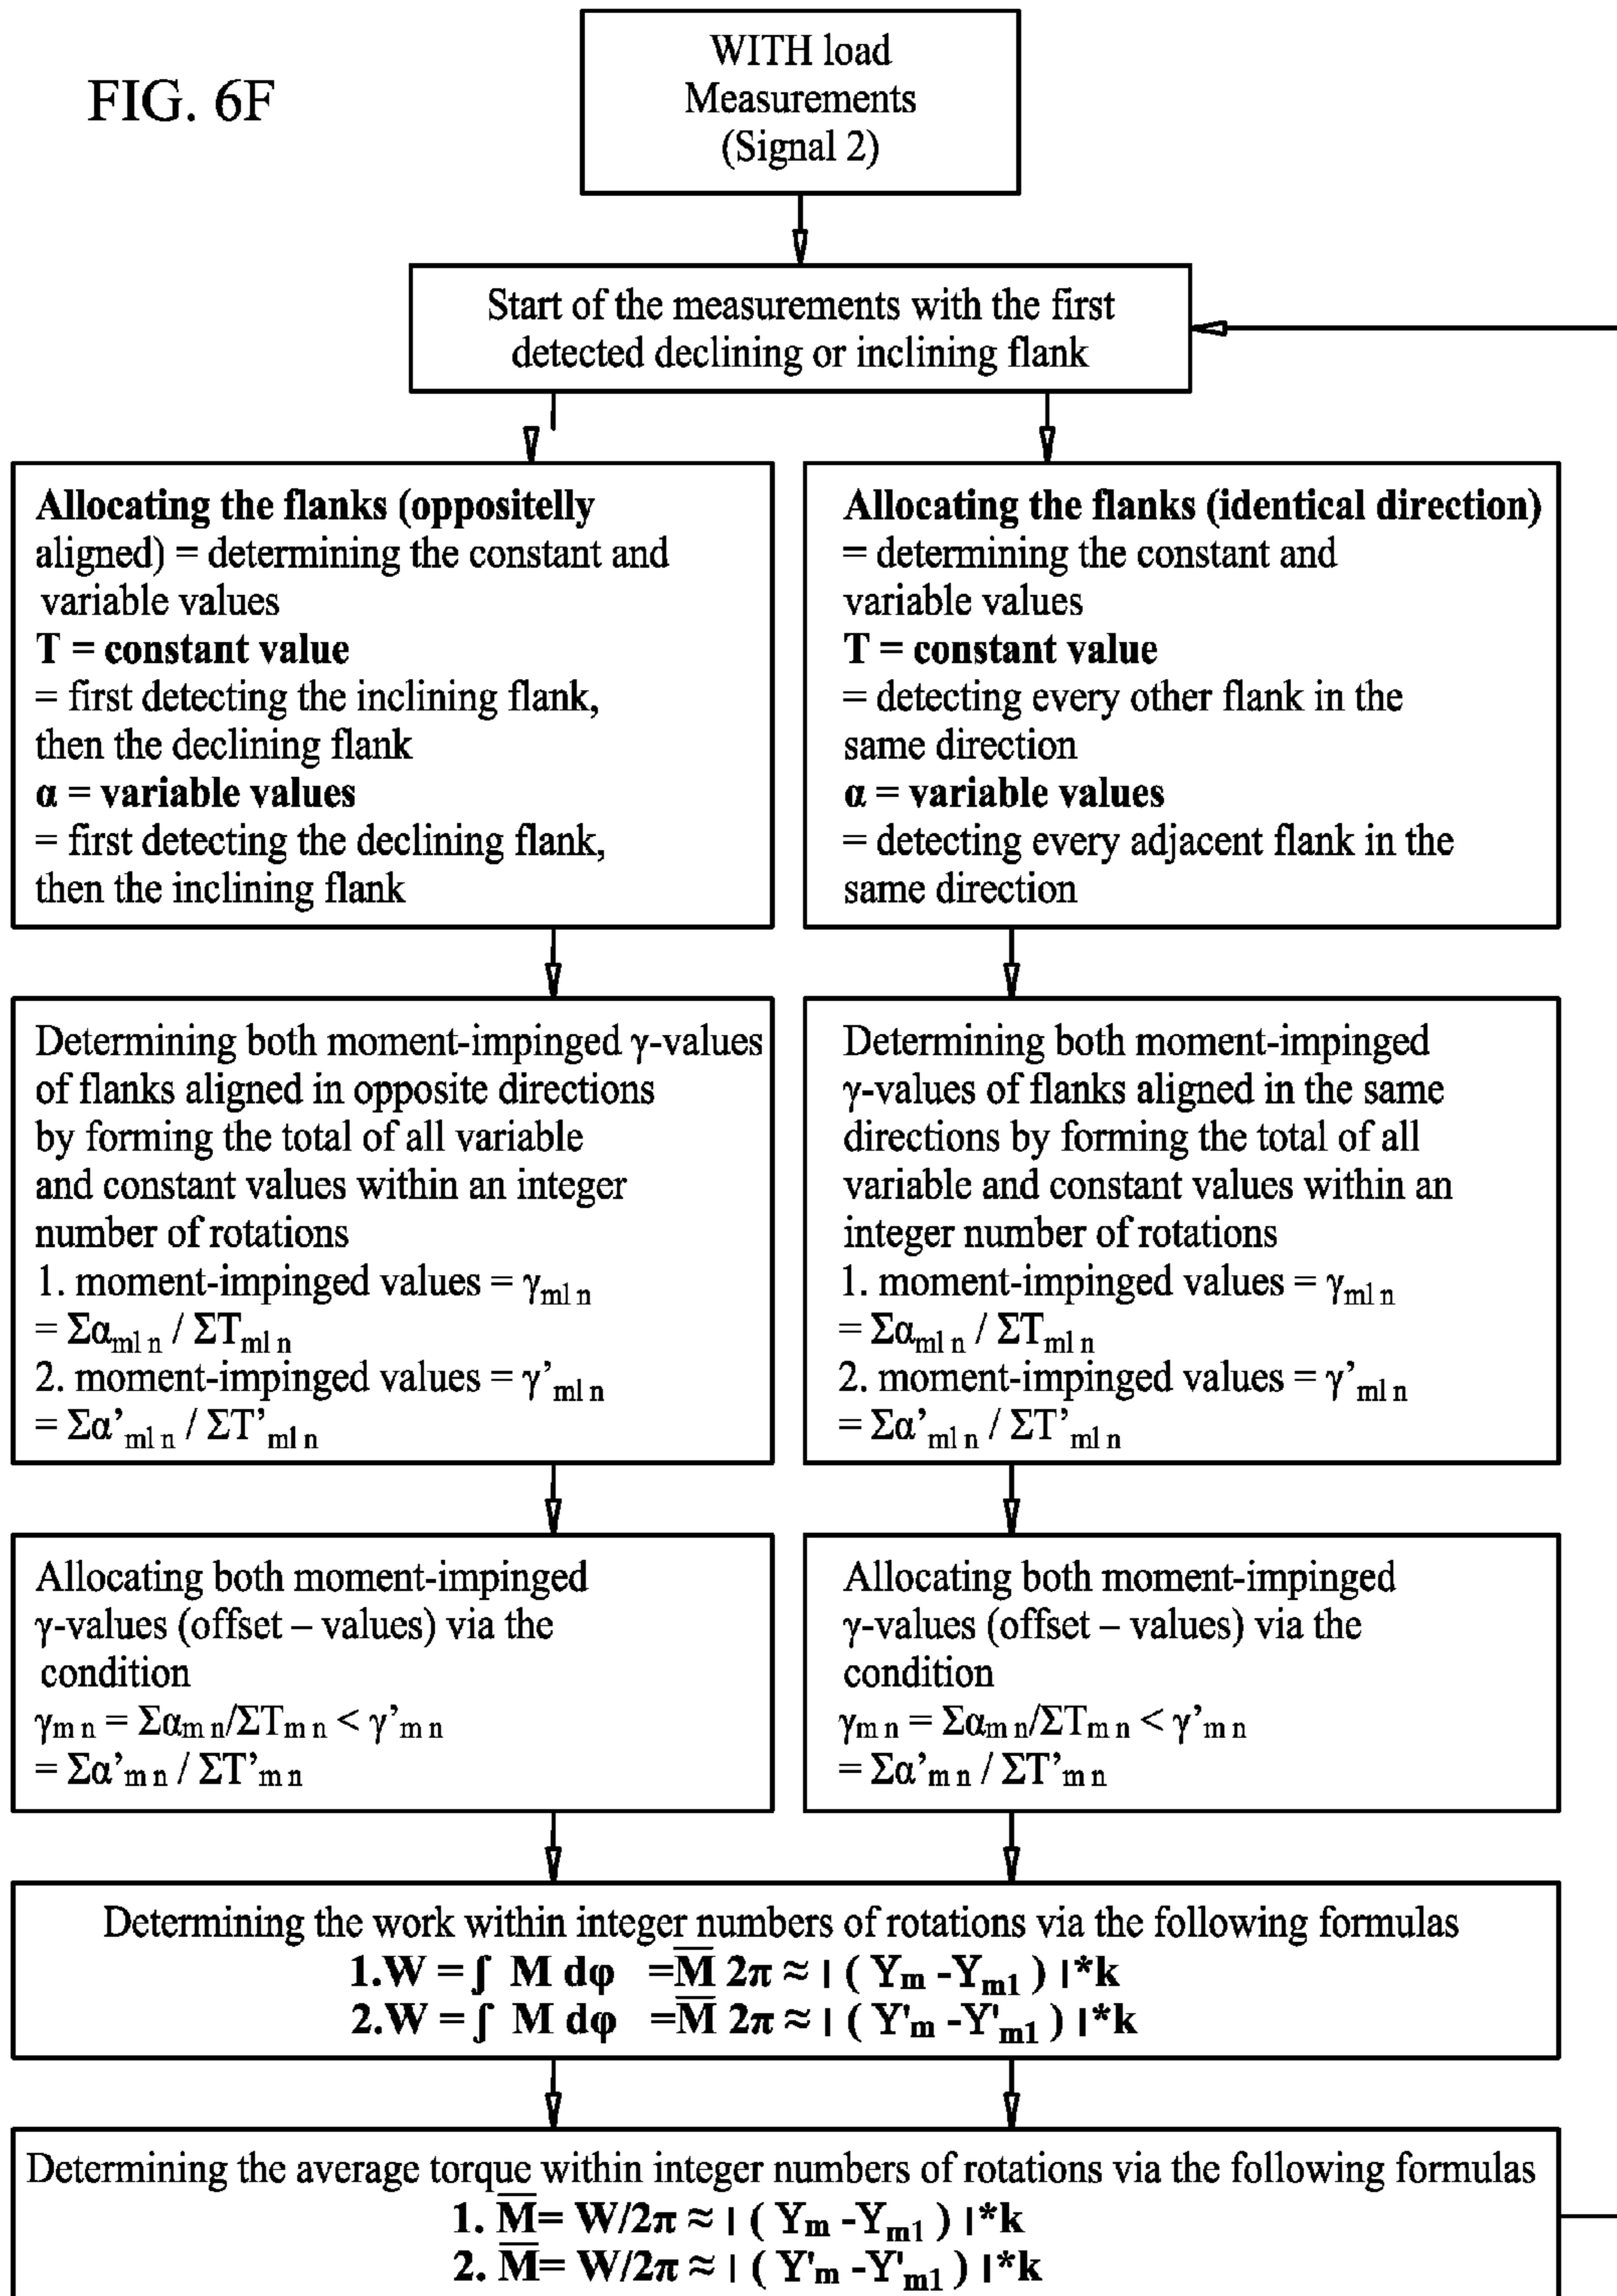 FIG. 6F
WITH load
Measurements
(Signal 2)
Start of the measurements with the first
detected declining or inclining flank
Allocating the flanks (oppositelly
aligned) = determining the constant and
variable values
T = constant value
= first detecting the inclining flank,
then the declining flank
α = variable values
= first detecting the declining flank,
then the inclining flank
Allocating the flanks (identical direction)
= determining the constant and
variable values
T = constant value
= detecting every other flank in the
same direction
α = variable values
= detecting every adjacent flank in the
same direction
Determining both moment-impinged γ-values
of flanks aligned in opposite directions
by forming the total of all variable
and constant values within an integer
number of rotations
1. moment-impinged values = γml n
= Σαml n / ΣTml n
2. moment-impinged values = γ’ml n
= Σα’ml n / ΣT’ml n
Determining both moment-impinged
γ-values of flanks aligned in the same
directions by forming the total of all
variable and constant values within an
integer number of rotations
1. moment-impinged values = γml n
= Σαml n / ΣTml n
2. moment-impinged values = γ’ml n
= Σα’ml n / ΣT’ml n
Allocating both moment-impinged
γ-values (offset – values) via the
condition
γm n = Σαm n/ΣTm n < γ’m n
= Σα’m n / ΣT’m n
Allocating both moment-impinged
γ-values (offset – values) via the
condition
γm n = Σαm n/ΣTm n < γ’m n
= Σα’m n / ΣT’m n
Determining the work within integer numbers of rotations via the following formulas
1.W = ∫ M dφ =M̅ 2π ≈ | ( Υm -Υm1 ) |*k
2.W = ∫ M dφ =M̅ 2π ≈ | ( Υ'm -Υ'm1 ) |*k
Determining the average torque within integer numbers of rotations via the following formulas
1. M̅= W/2π ≈ | ( Υm -Υm1 ) |*k
2. M̅= W/2π ≈ | ( Υ'm -Υ'm1 ) |*k